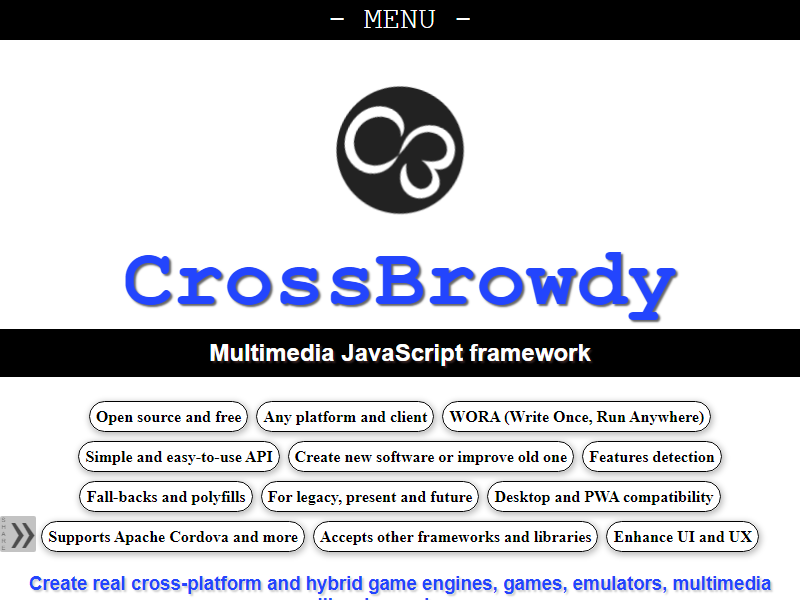 - MENU -
CB
CrossBrowdy
Multimedia JavaScript framework
Open source and free Any platform and client WORA (Write Once, Run Anywhere)
Simple and easy-to-use API Create new software or improve old one Features detection
Fall-backs and polyfills For legacy, present and future Desktop and PWA compatibility
SHARE
Supports Apache Cordova and more Accepts other frameworks and libraries Enhance UI and UX
Create real cross-platform and hybrid game engines, games, emulators, multimedia